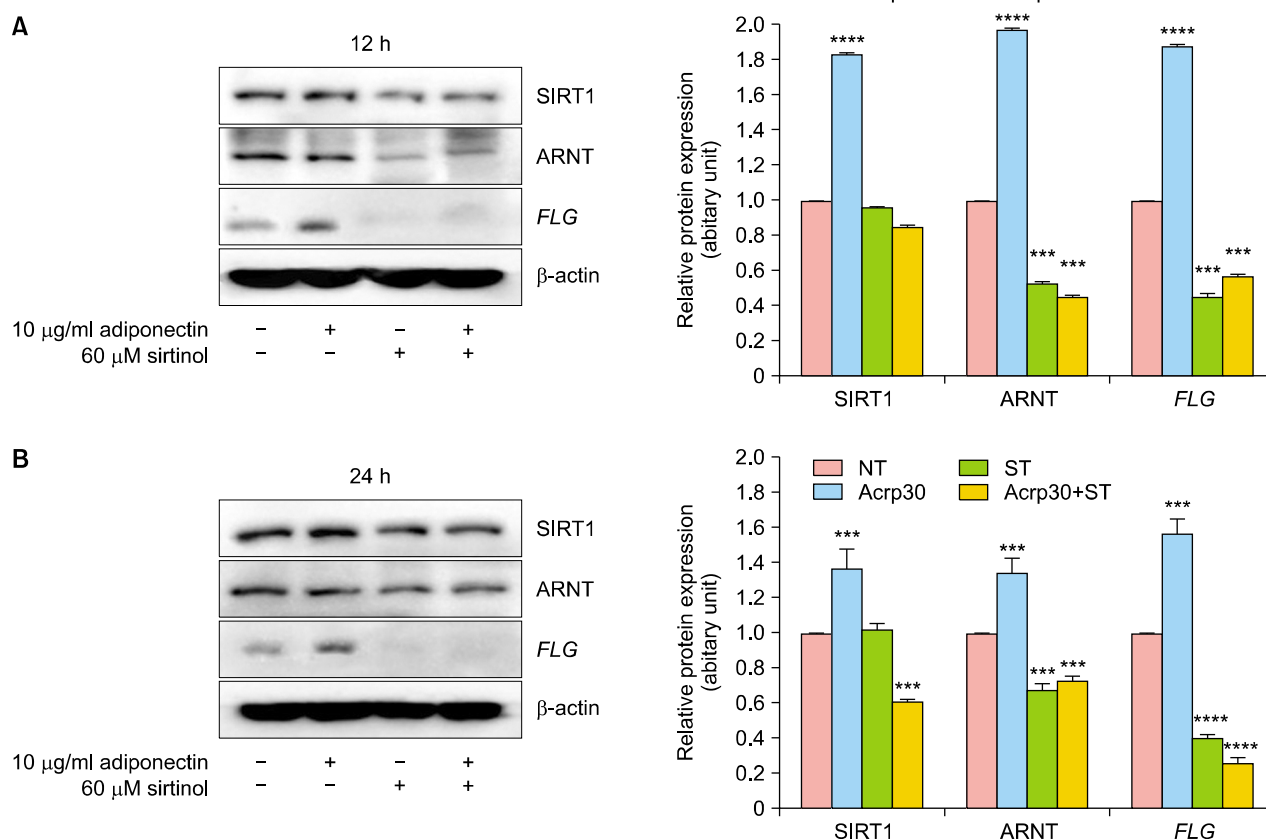 A
12 h
SIRT1
ARNT
FLG
β-actin
10 μg/ml adiponectin − + − +
60 μM sirtinol − − + +
2.0
1.8
1.6
1.4
1.2
1.0
0.8
0.6
0.4
0.2
0
Relative protein expression
(abitary unit)
****
****
***
***
****
***
***
SIRT1 ARNT FLG
B
24 h
SIRT1
ARNT
FLG
β-actin
10 μg/ml adiponectin − + − +
60 μM sirtinol − − + +
2.0
1.8
1.6
1.4
1.2
1.0
0.8
0.6
0.4
0.2
0
Relative protein expression
(abitary unit)
NT ST
Acrp30 Acrp30+ST
***
***
***
***
***
***
****
****
SIRT1 ARNT FLG